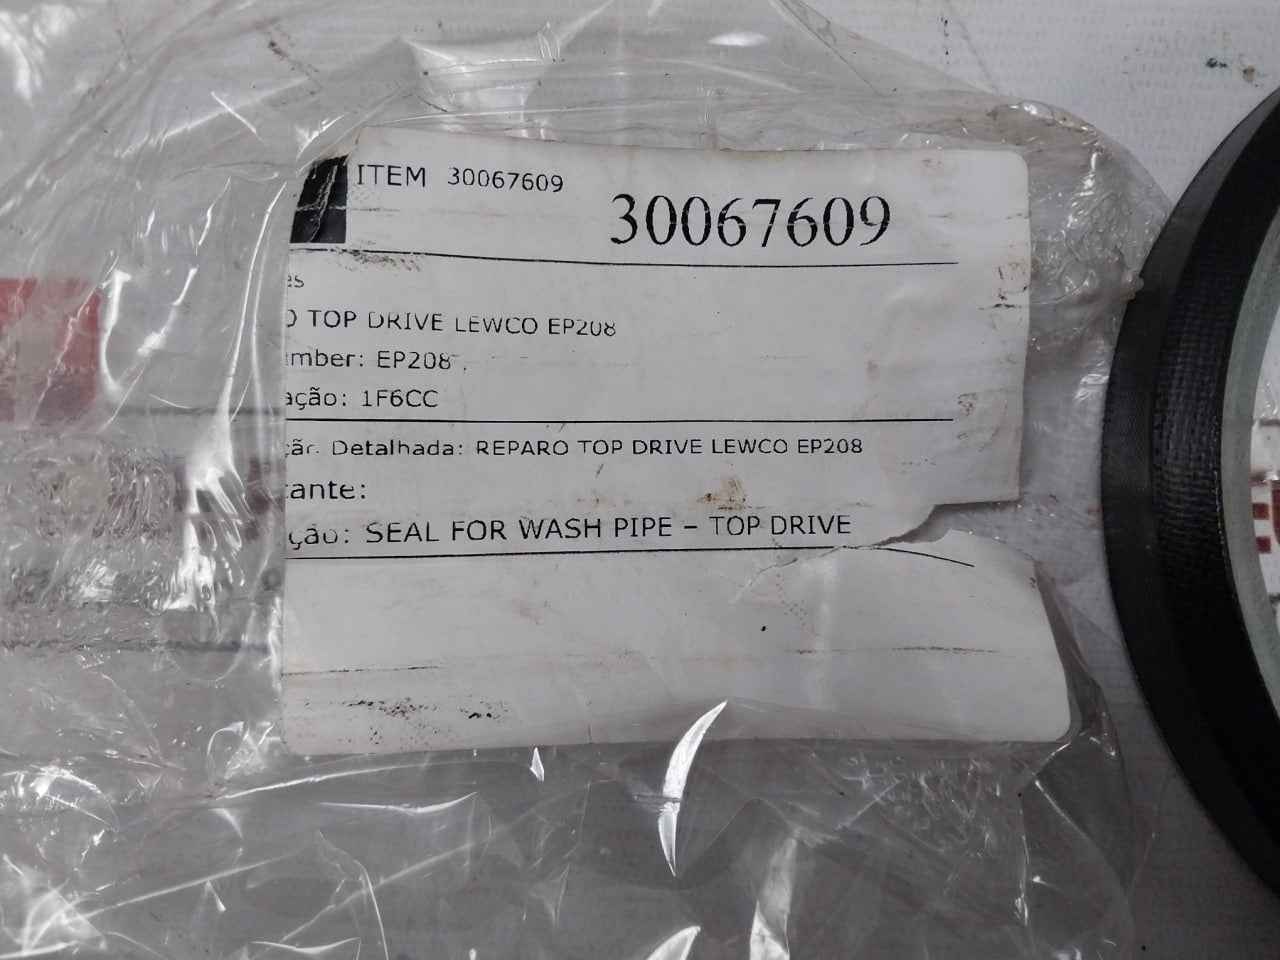 ITEM 30067609
30067609
es
O TOP DRIVE LEWCO EP208
umber: EP208
ação: 1F6CC
ção. Detalhada: REPARO TOP DRIVE LEWCO EP208
cante:
ção: SEAL FOR WASH PIPE – TOP DRIVE